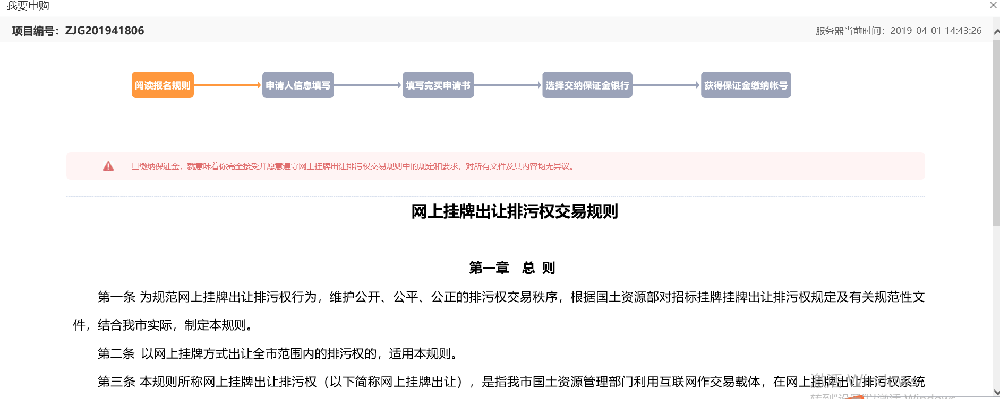 我要申购
项目编号：ZJG201941806
服务器当前时间：2019-04-01 14:43:26
阅读报名规则
申请人信息填写
填写竞买申请书
选择交纳保证金银行
获得保证金缴纳帐号
一旦缴纳保证金，就意味着你完全接受并愿意遵守网上挂牌出让排污权交易规则中的规定和要求，对所有文件及其内容均无异议。
网上挂牌出让排污权交易规则
第一章 总 则
第一条 为规范网上挂牌出让排污权行为，维护公开、公平、公正的排污权交易秩序，根据国土资源部对招标挂牌挂牌出让排污权规定及有关规范性文
件，结合我市实际，制定本规则。
第二条 以网上挂牌方式出让全市范围内的排污权的，适用本规则。
第三条 本规则所称网上挂牌出让排污权（以下简称网上挂牌出让），是指我市国土资源管理部门利用互联网作交易载体，在网上挂牌出让排污权系统
激活 Windows
转到"设置"以激活 Windows